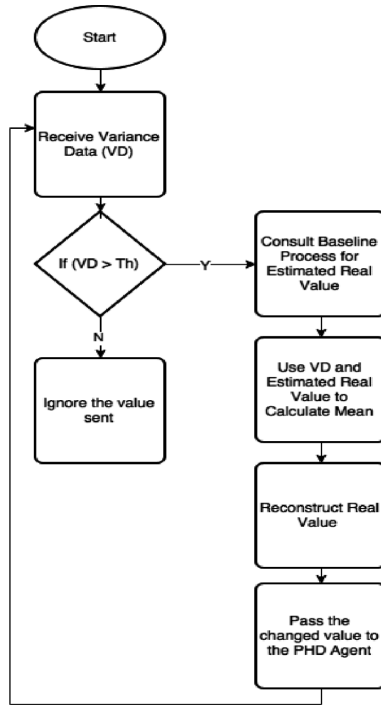 Start
Receive Variance
Data (VD)
If (VD > Th)
Y
N
Ignore the value
sent
Consult Baseline
Process for
Estimated Real
Value
Use VD and
Estimated Real
Value to
Calculate Mean
Reconstruct Real
Value
Pass the
changed value to
the PHD Agent